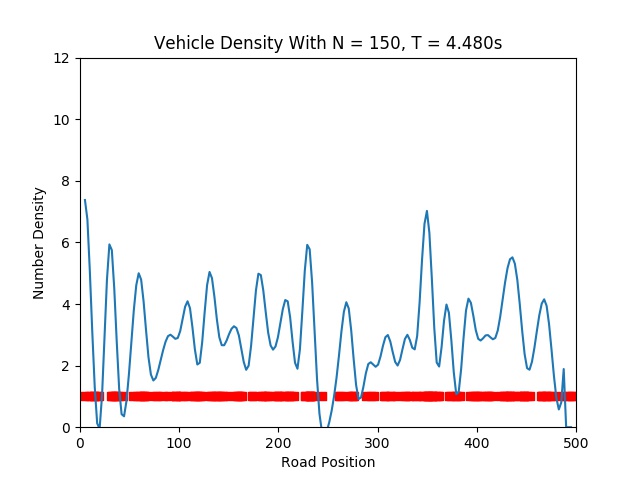 Vehicle Density With N = 150, T = 4.480s
12
10
8
6
4
2
0
Number Density
0 100 200 300 400 500
Road Position